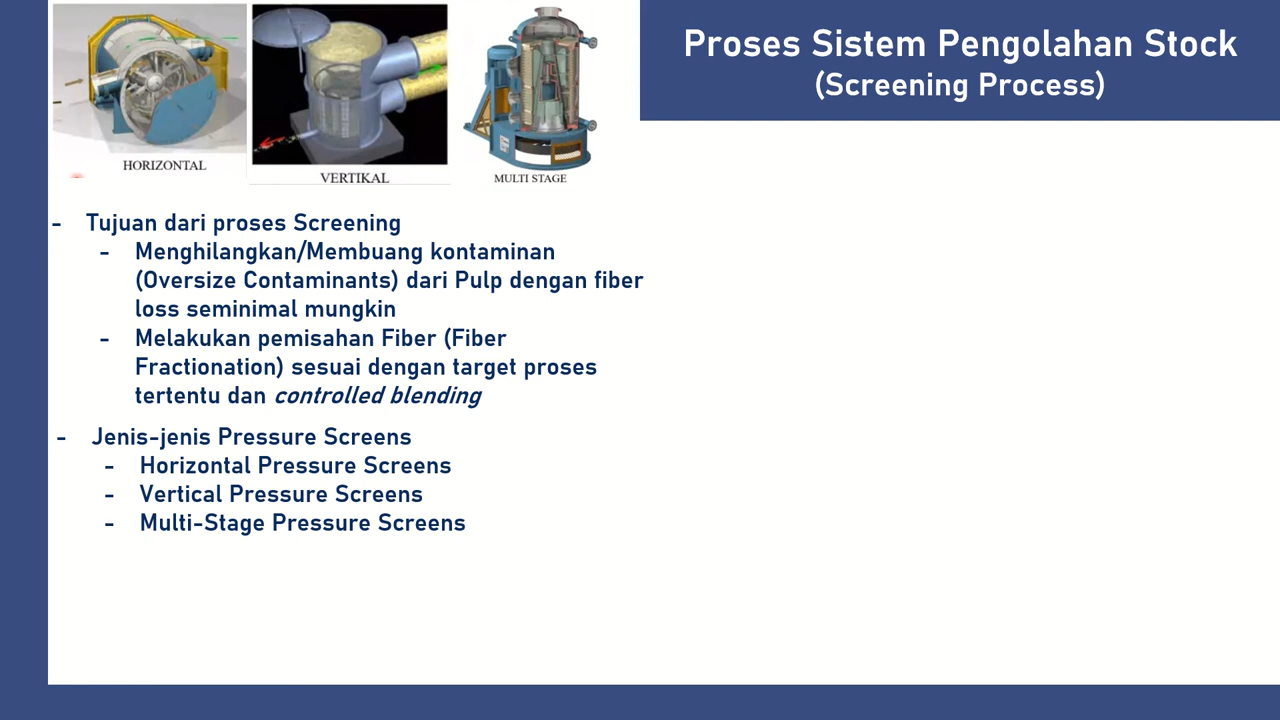 Proses Sistem Pengolahan Stock
(Screening Process)
HORIZONTAL
VERTIKAL
MULTI STAGE
- Tujuan dari proses Screening
- Menghilangkan/Membuang kontaminan
(Oversize Contaminants) dari Pulp dengan fiber
loss seminimal mungkin
- Melakukan pemisahan Fiber (Fiber
Fractionation) sesuai dengan target proses
tertentu dan controlled blending
- Jenis-jenis Pressure Screens
- Horizontal Pressure Screens
- Vertical Pressure Screens
- Multi-Stage Pressure Screens